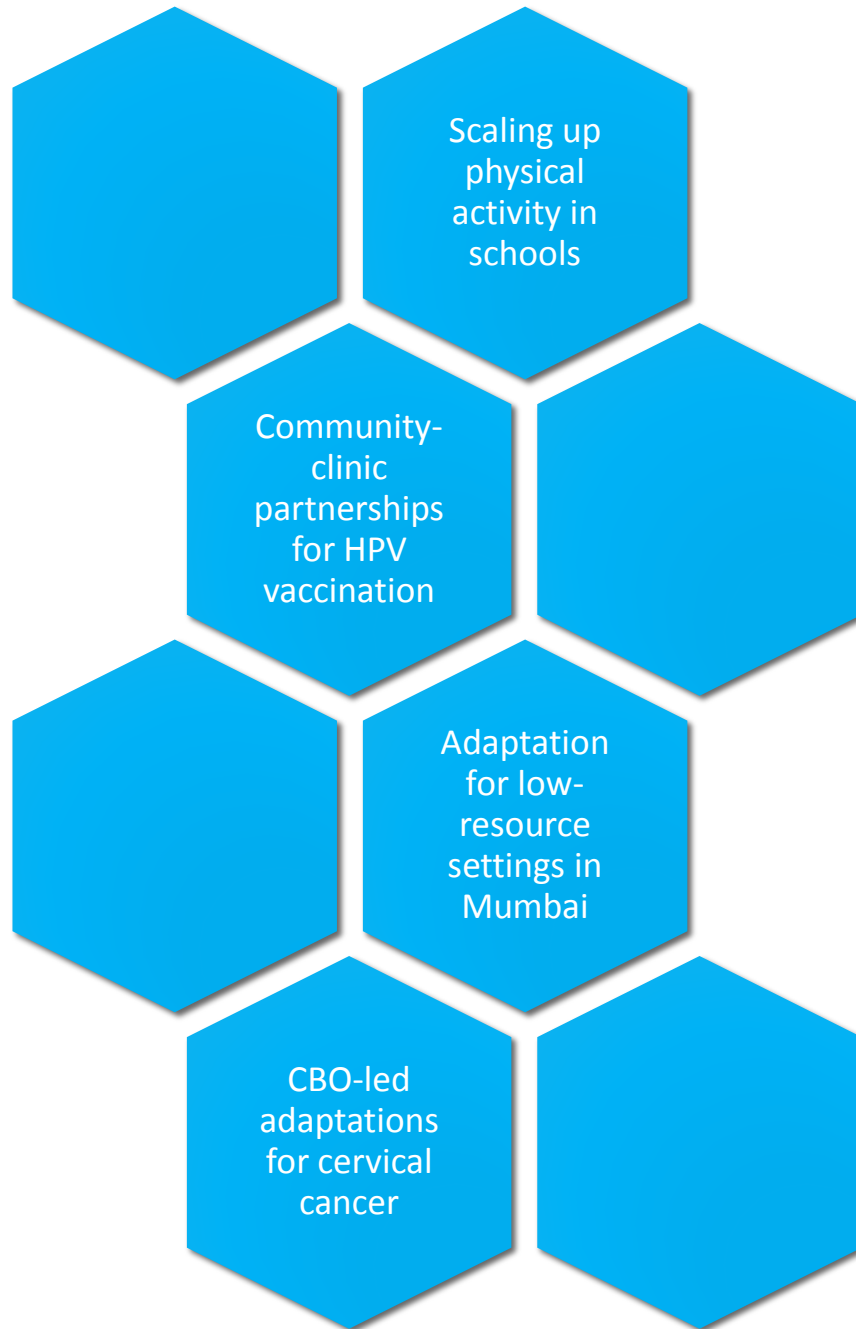 Scaling up
physical
activity in
schools
Community-
clinic
partnerships
for HPV
vaccination
Adaptation
for low-
resource
settings in
Mumbai
CBO-led
adaptations
for cervical
cancer